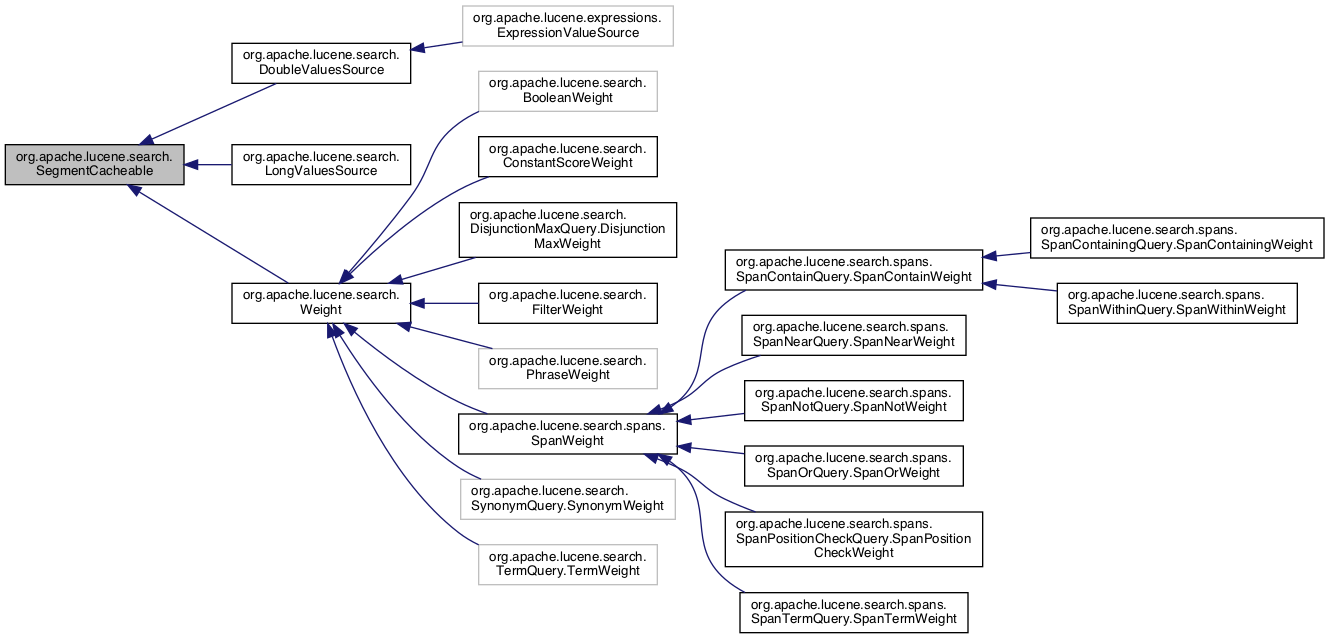 org.apache.lucene.expressions.
ExpressionValueSource
org.apache.lucene.search.
DoubleValuesSource
org.apache.lucene.search.
BooleanWeight
org.apache.lucene.search.
SegmentCacheable
org.apache.lucene.search.
LongValuesSource
org.apache.lucene.search.
ConstantScoreWeight
org.apache.lucene.search.
DisjunctionMaxQuery.Disjunction
MaxWeight
org.apache.lucene.search.
Weight
org.apache.lucene.search.
FilterWeight
org.apache.lucene.search.
PhraseWeight
org.apache.lucene.search.spans.
SpanWeight
org.apache.lucene.search.
SynonymQuery.SynonymWeight
org.apache.lucene.search.
TermQuery.TermWeight
org.apache.lucene.search.spans.
SpanContainQuery.SpanContainWeight
org.apache.lucene.search.spans.
SpanNearQuery.SpanNearWeight
org.apache.lucene.search.spans.
SpanNotQuery.SpanNotWeight
org.apache.lucene.search.spans.
SpanOrQuery.SpanOrWeight
org.apache.lucene.search.spans.
SpanPositionCheckQuery.SpanPosition
CheckWeight
org.apache.lucene.search.spans.
SpanTermQuery.SpanTermWeight
org.apache.lucene.search.spans.
SpanContainingQuery.SpanContainingWeight
org.apache.lucene.search.spans.
SpanWithinQuery.SpanWithinWeight